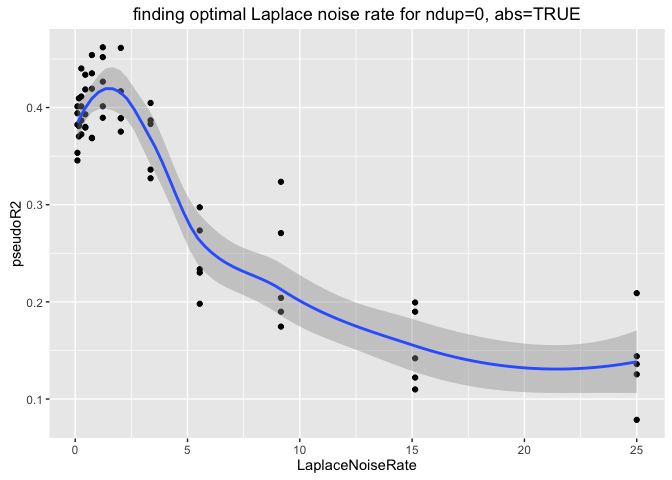 finding optimal Laplace noise rate for ndup=0, abs=TRUE
0.4
0.3
0.2
0.1
pseudoR2
0 5 10 15 20 25
LaplaceNoiseRate